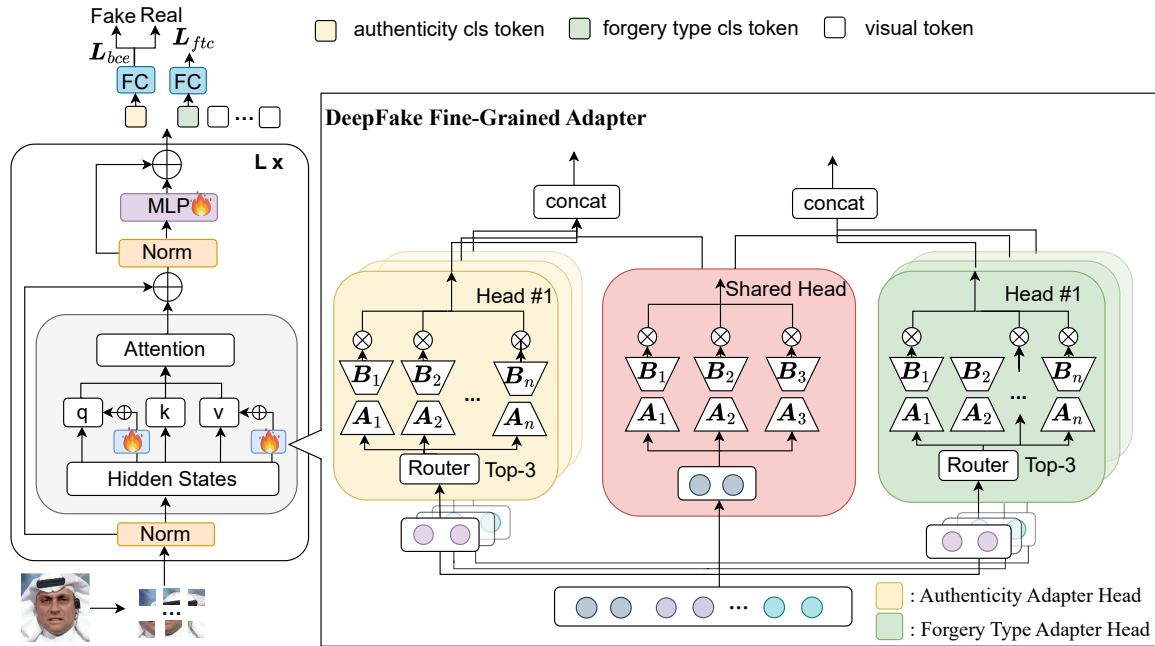 Fake Real
L_bce
L_ftc
FC
FC
authenticity cls token
forgery type cls token
visual token
...
L x
MLP
Norm
Attention
q
k
v
Hidden States
Norm
...
DeepFake Fine-Grained Adapter
concat
concat
Head #1
B_1 B_2 B_n
...
A_1 A_2 A_n
Router
Top-3
Shared Head
B_1 B_2 B_3
A_1 A_2 A_3
Head #1
B_1 B_2 B_n
...
A_1 A_2 A_n
Router
Top-3
...
: Authenticity Adapter Head
: Forgery Type Adapter Head